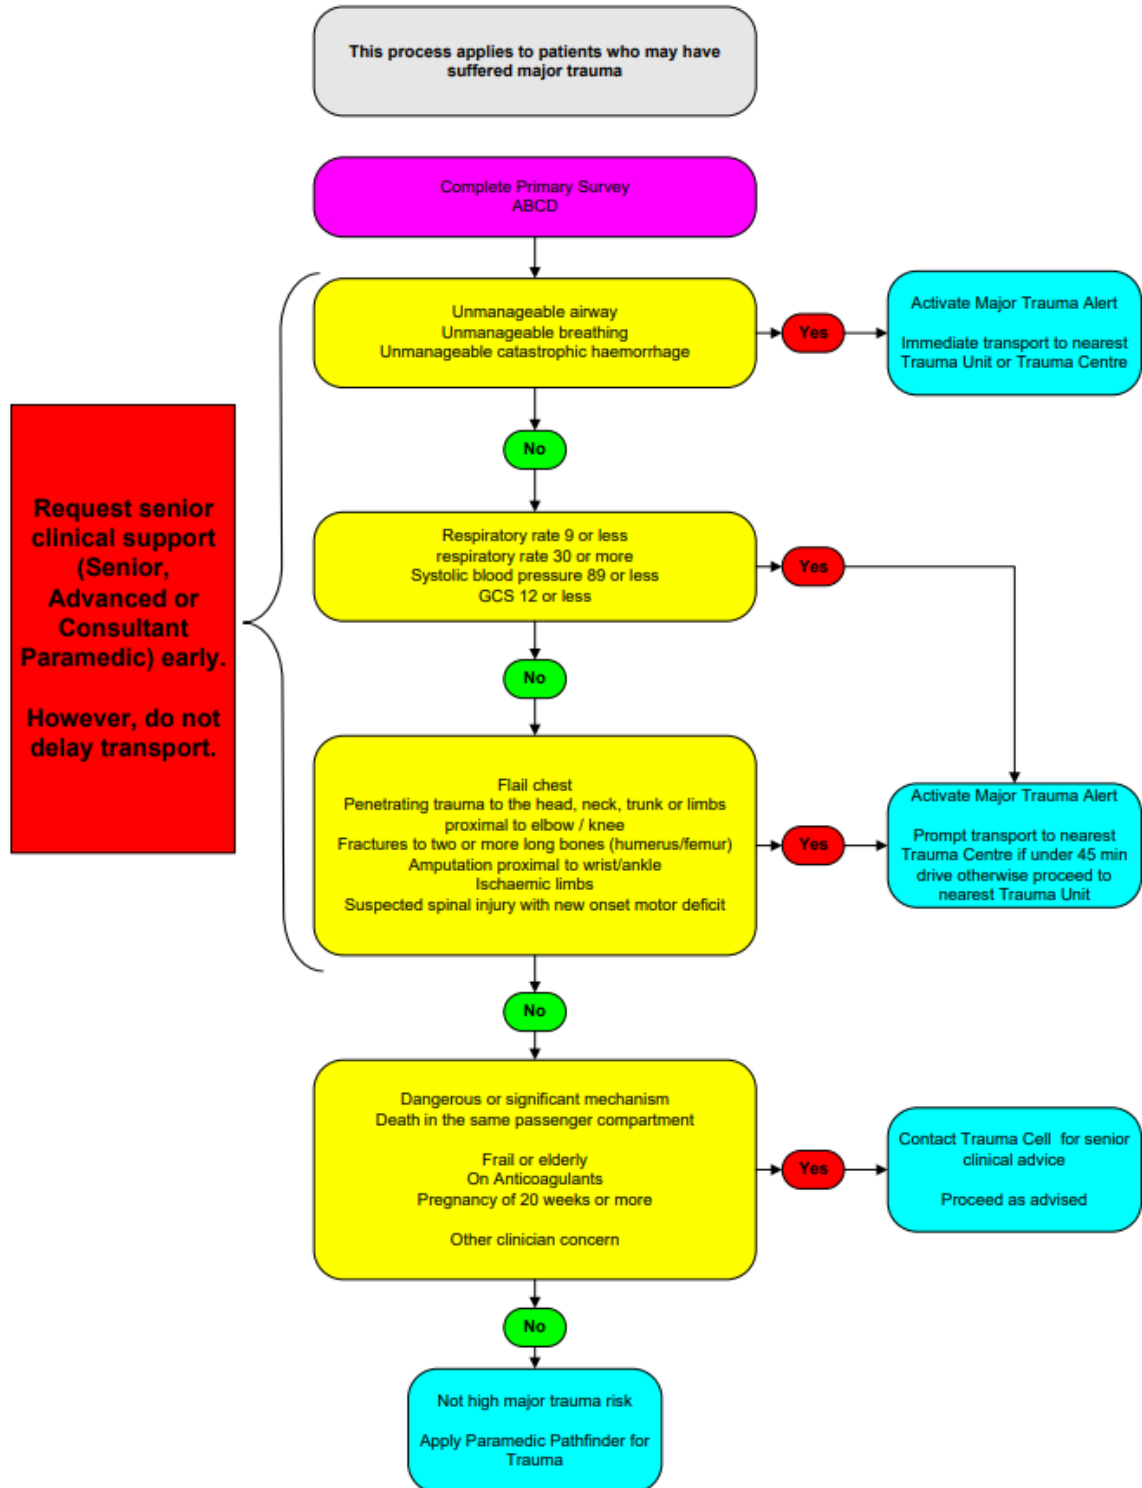 This process applies to patients who may have
suffered major trauma
Complete Primary Survey
ABCD
Unmanageable airway
Unmanageable breathing
Unmanageable catastrophic haemorrhage
Yes
Activate Major Trauma Alert
Immediate transport to nearest
Trauma Unit or Trauma Centre
No
Request senior
clinical support
(Senior,
Advanced or
Consultant
Paramedic) early.
However, do not
delay transport.
Respiratory rate 9 or less
respiratory rate 30 or more
Systolic blood pressure 89 or less
GCS 12 or less
Yes
No
Flail chest
Penetrating trauma to the head, neck, trunk or limbs
proximal to elbow / knee
Fractures to two or more long bones (humerus/femur)
Amputation proximal to wrist/ankle
Ischaemic limbs
Suspected spinal injury with new onset motor deficit
Yes
Activate Major Trauma Alert
Prompt transport to nearest
Trauma Centre if under 45 min
drive otherwise proceed to
nearest Trauma Unit
No
Dangerous or significant mechanism
Death in the same passenger compartment
Frail or elderly
On Anticoagulants
Pregnancy of 20 weeks or more
Other clinician concern
Yes
Contact Trauma Cell for senior
clinical advice
Proceed as advised
No
Not high major trauma risk
Apply Paramedic Pathfinder for
Trauma